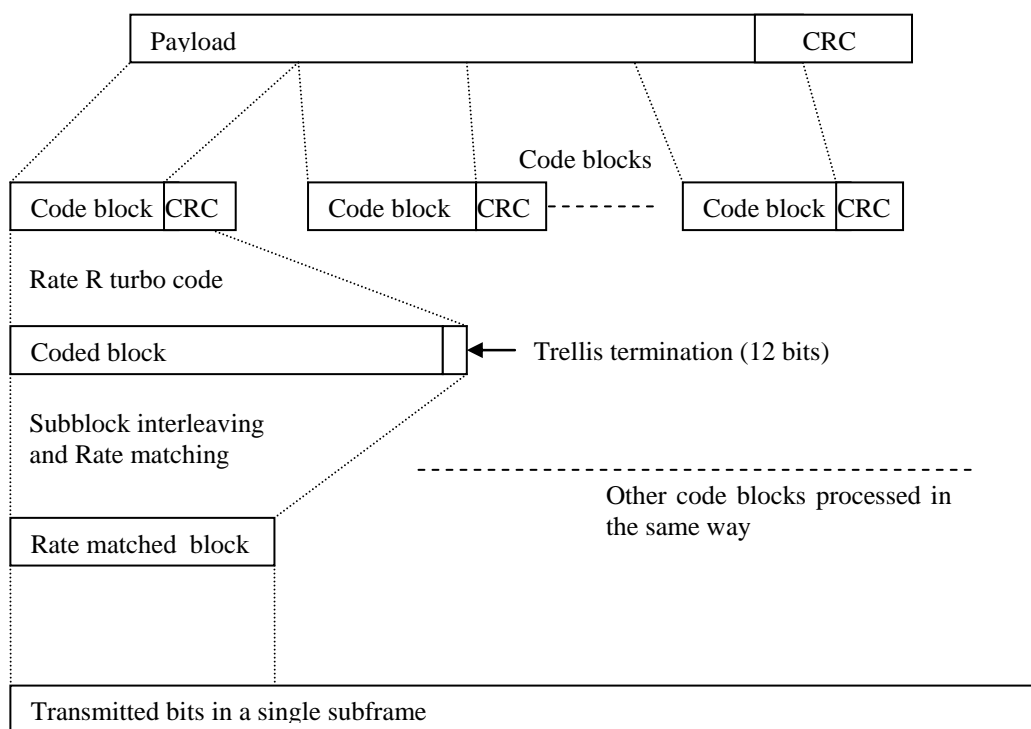 Payload
CRC
Code blocks
Code block CRC
Code block CRC
Code block CRC
Rate R turbo code
Coded block
Trellis termination (12 bits)
Subblock interleaving
and Rate matching
Other code blocks processed in
the same way
Rate matched block
Transmitted bits in a single subframe